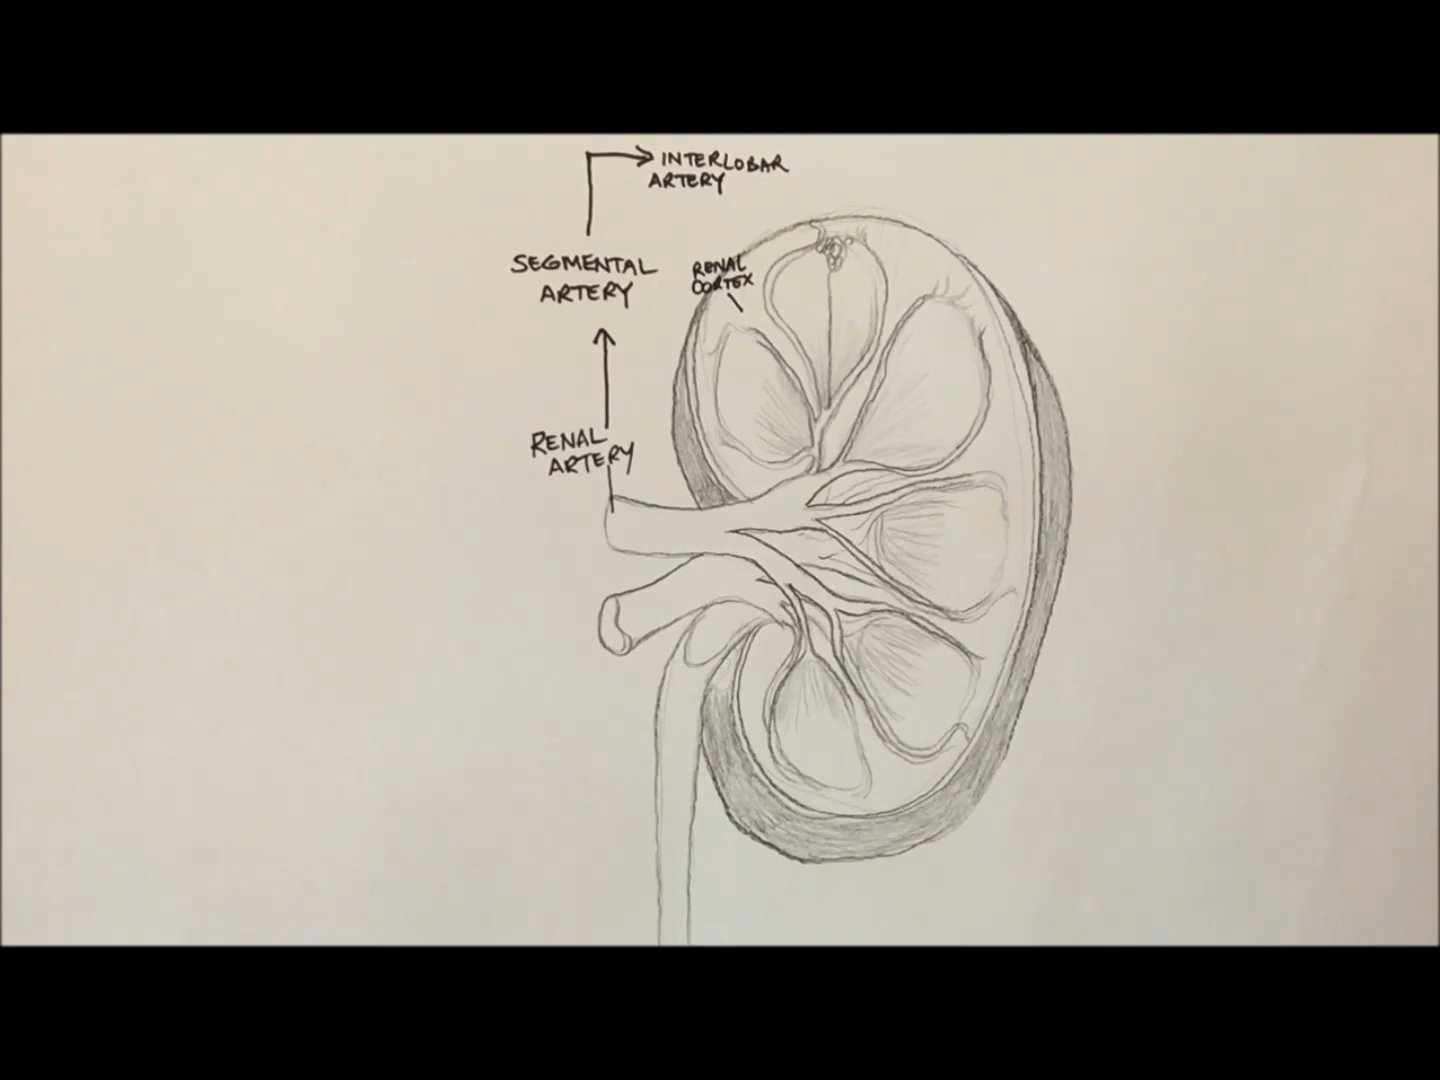 INTERLOBAR
ARTERY
SEGMENTAL
ARTERY
RENAL
CORTEX
RENAL
ARTERY